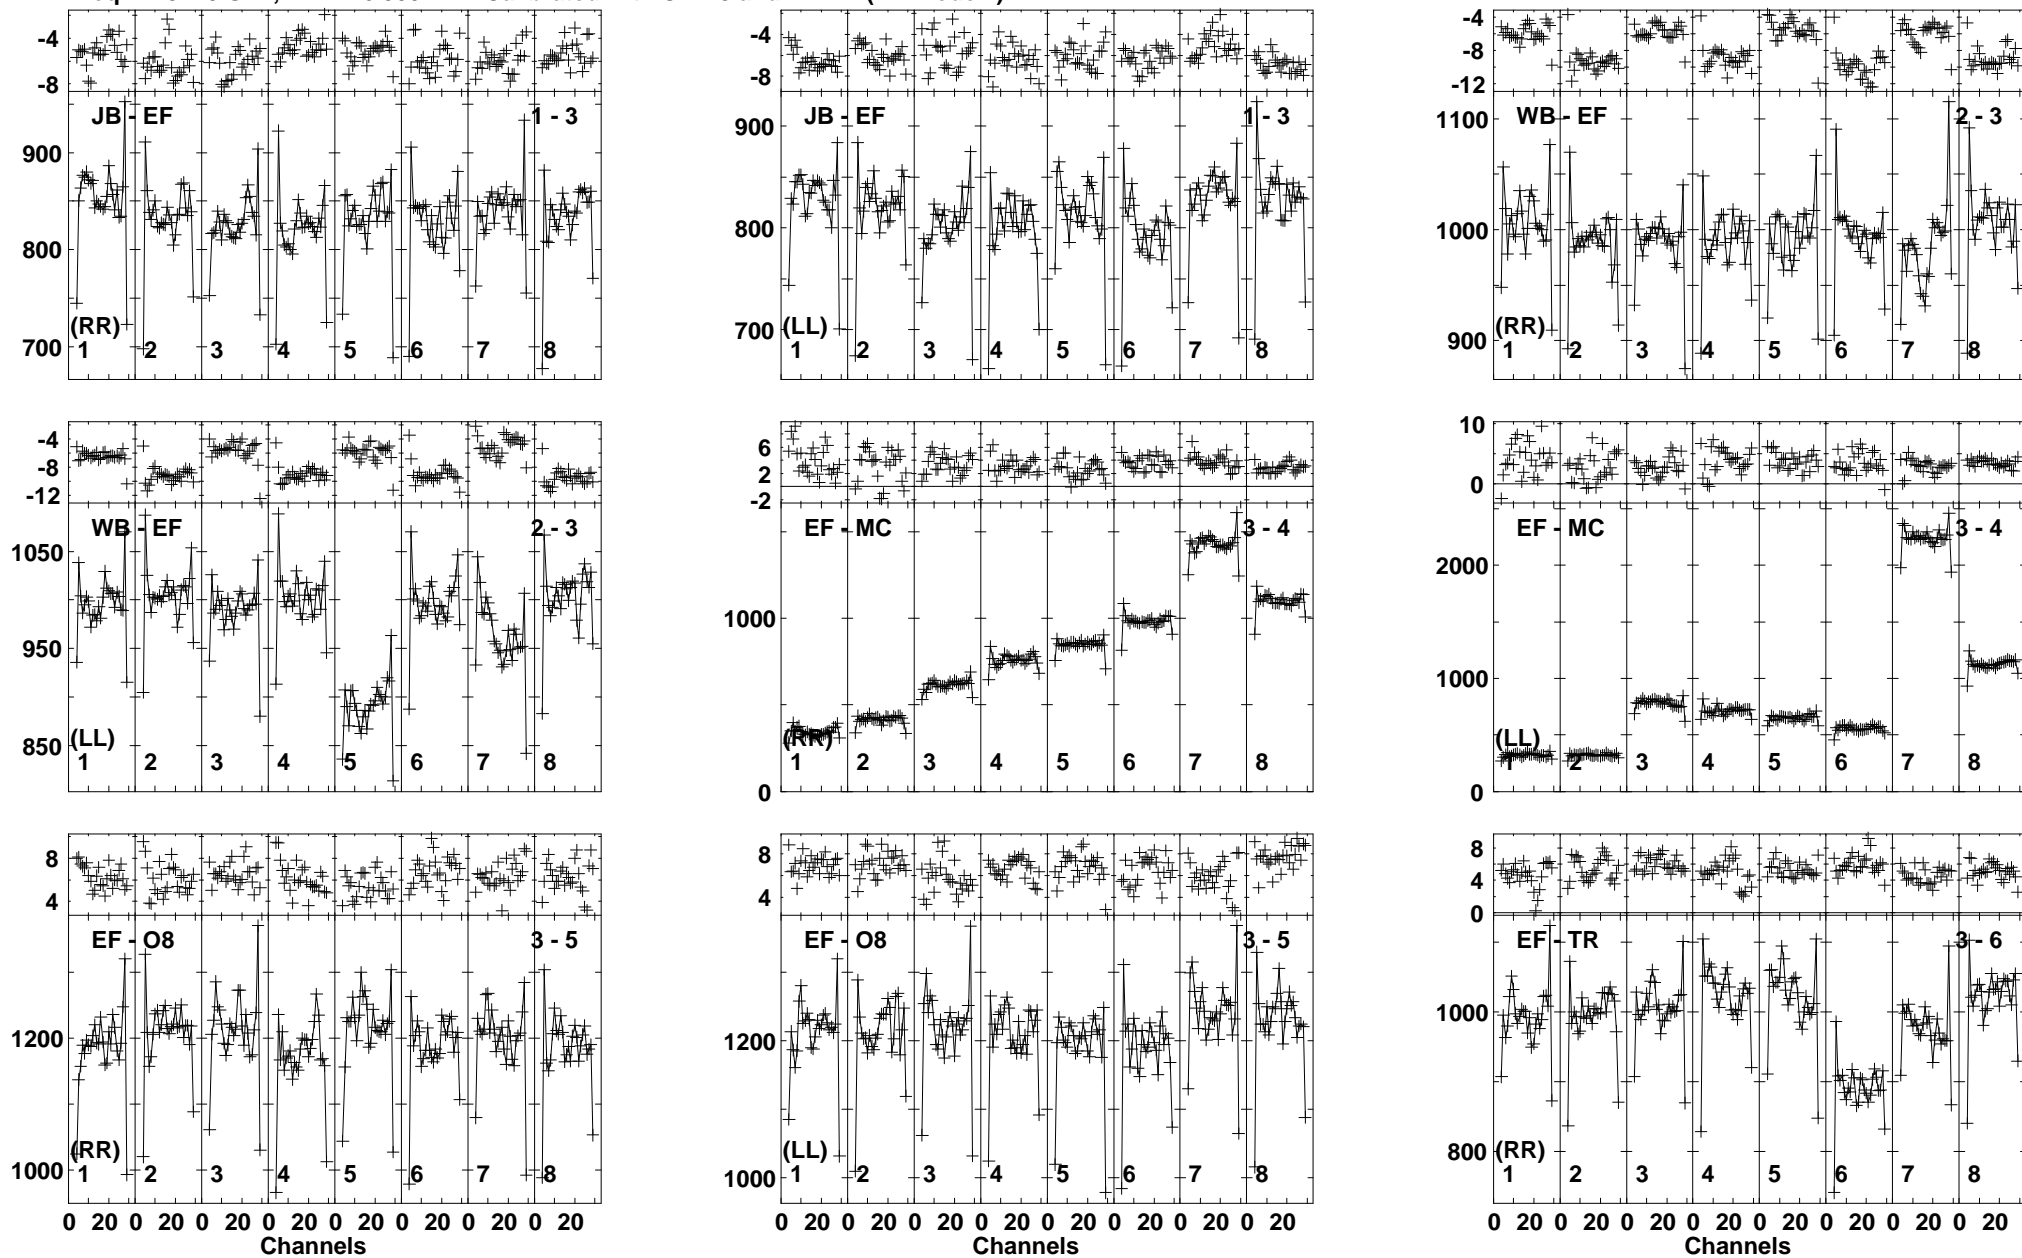 -4 -8
-4 -8
-4 -8 -12
JB - EF 1 - 3
900 800 700
(RR)
1 2 3 4 5 6 7 8
JB - EF 1 - 3
900 800 700
(LL)
1 2 3 4 5 6 7 8
WB - EF 2 - 3
1100 1000 900
(RR)
1 2 3 4 5 6 7 8
-4 -8 -12
6 2 -2
10 0
WB - EF 2 - 3
1050 950 850
(LL)
1 2 3 4 5 6 7 8
EF - MC 3 - 4
1000 0
(RR)
1 2 3 4 5 6 7 8
EF - MC 3 - 4
2000 1000 0
(LL)
1 2 3 4 5 6 7 8
8 4
8 4
8 4 0
EF - O8 3 - 5
1200 1000
(RR)
1 2 3 4 5 6 7 8
EF - O8 3 - 5
1200 1000
(LL)
1 2 3 4 5 6 7 8
EF - TR 3 - 6
1000 800
(RR)
1 2 3 4 5 6 7 8
0 20 0 20 0 20 0 20 0 20 0 20 0 20 0 20
0 20 0 20 0 20 0 20 0 20 0 20 0 20 0 20
0 20 0 20 0 20 0 20 0 20 0 20 0 20 0 20
Channels
Channels
Channels